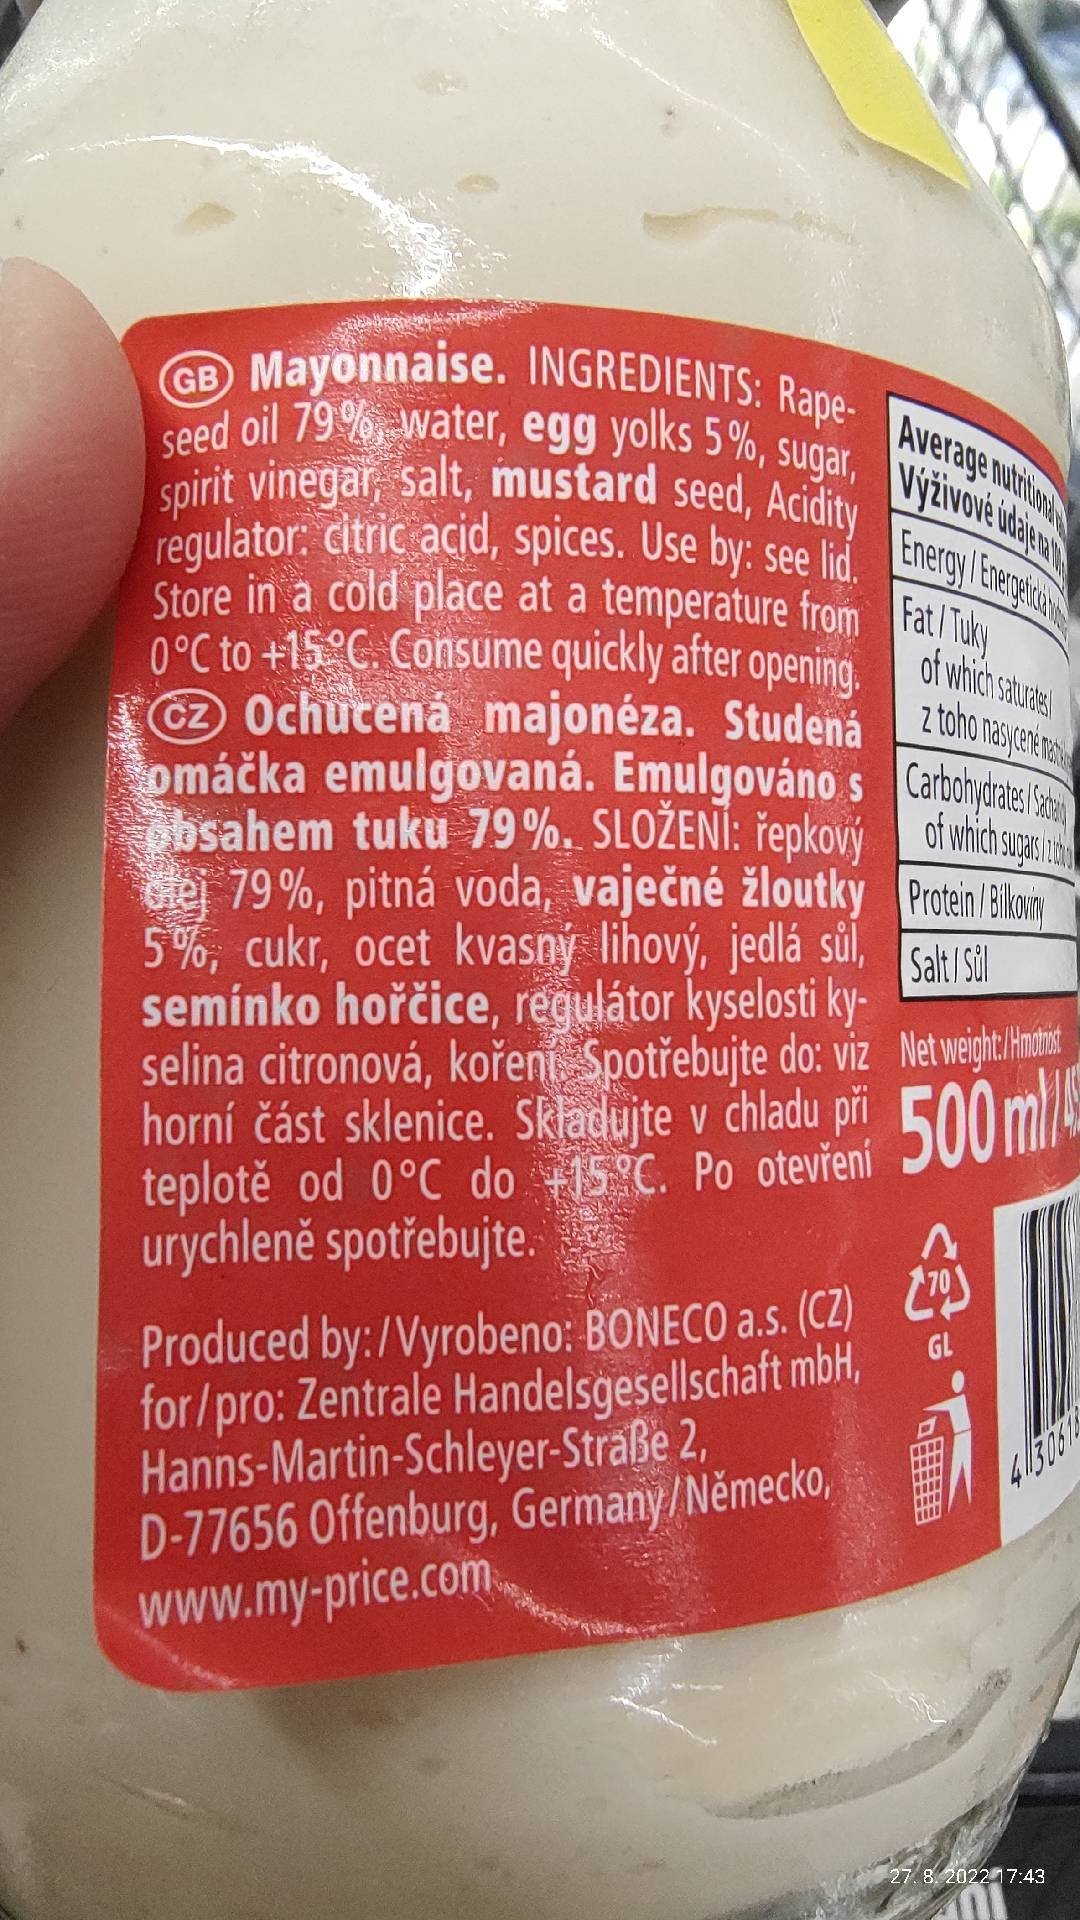 GB Mayonnaise. INGREDIENTS: Rape-
seed oil 79%, water, egg yolks 5%, sugar,
spirit vinegar, salt, mustard seed, Acidity
regulator: citric acid, spices. Use by: see lid.
Store in a cold place at a temperature from
0°C to +15°C. Consume quickly after opening.
CZ Ochucená majonéza. Studená
omáčka emulgovaná. Emulgováno s
obsahem tuku 79%. SLOŽENÍ: řepkový
olej 79%, pitná voda, vaječné žloutky
5%, cukr, ocet kvasný lihový, jedlá sůl,
semínko hořčice, regulátor kyselosti ky-
selina citronová, koření. Spotřebujte do: viz
horní část sklenice. Skladujte v chladu při
teplotě od 0°C do +15°C. Po otevření
urychleně spotřebujte.
Produced by:/Vyrobeno: BONECO a.s. (CZ)
for/pro: Zentrale Handelsgesellschaft mbH,
Hanns-Martin-Schleyer-Straße 2,
D-77656 Offenburg, Germany/Německo,
www.my-price.com
Average nutritional
Výživové údaje na
Energy/Energetická
Fat/Tuky
of which saturates/
z toho nasycené
Carbohydrates/
of which sugars/
Protein/Bílkoviny
Salt/Sůl
Net weight:/Hmotnost
500 ml/
70
GL
27. 8. 2022 17:43